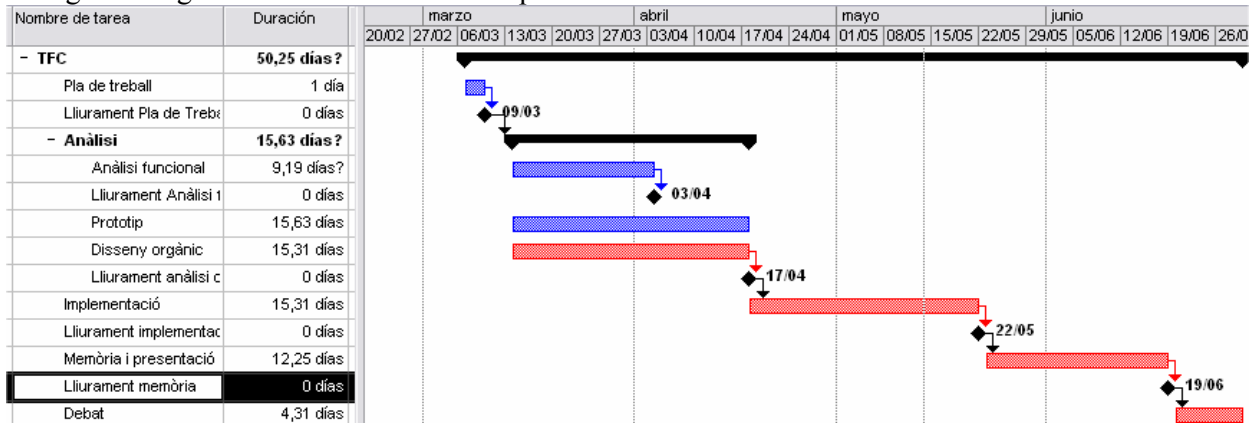 Nombre de tarea Duración marzo abril mayo junio
20/02 27/02 06/03 13/03 20/03 27/03 03/04 10/04 17/04 24/04 01/05 08/05 15/05 22/05 29/05 05/06 12/06 19/06 26/0
− TFC 50,25 días?
Pla de treball 1 día
Lliurament Pla de Treba 0 días 09/03
− Anàlisi 15,63 días?
Anàlisi funcional 9,19 días?
Lliurament Anàlisi f 0 días 03/04
Prototip 15,63 días
Disseny orgànic 15,31 días
Lliurament anàlisi c 0 días 17/04
Implementació 15,31 días
Lliurament implementac 0 días 22/05
Memòria i presentació 12,25 días
Lliurament memòria 0 días 19/06
Debat 4,31 días